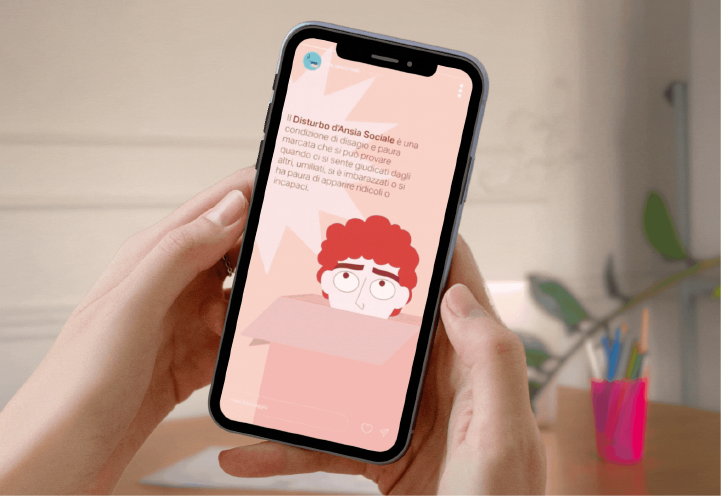 Il Disturbo d'Ansia Sociale è una
condizione di disagio e paura
marcata che si può provare
quando ci si sente giudicati dagli
altri, umiliati, si è imbarazzati o si
ha paura di apparire ridicoli o
incapaci.